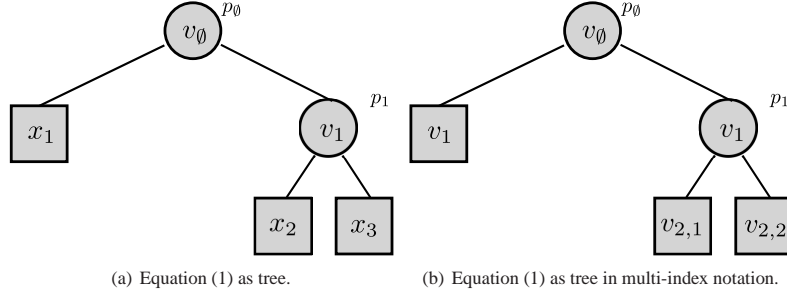 p∅ p∅
v∅ v∅
p1 p1
x1 v1 v1 v1
x2 x3 v2,1 v2,2
(a) Equation (1) as tree. (b) Equation (1) as tree in multi-index notation.